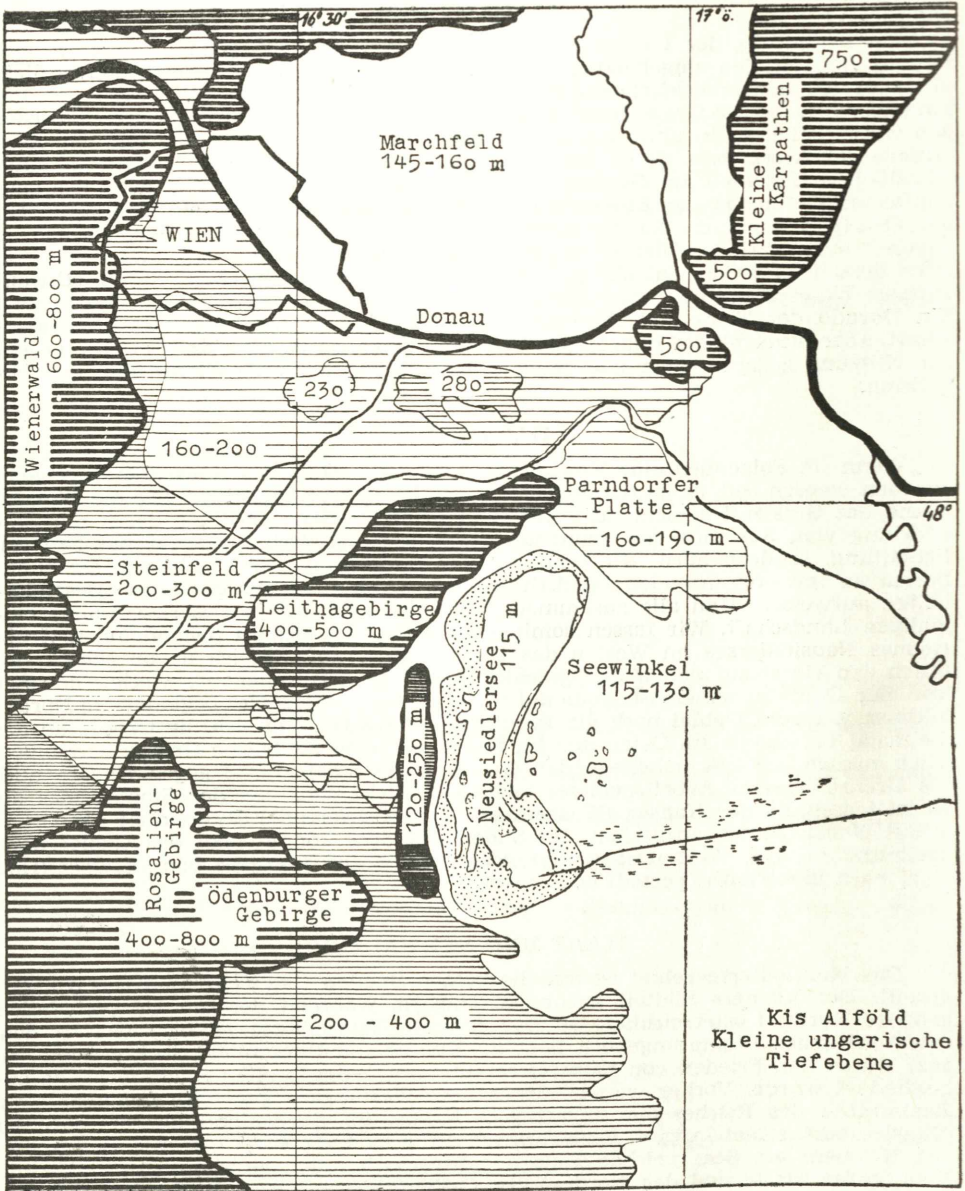 16° 30'
17° ö.
750
Kleine
Karpathen
Marchfeld
145-160 m
WIEN
500
Wienerwald
600-800 m
Donau
500
230
280
160-200
Parndorfer
Platte
160-190 m
48°
Steinfeld
200-300 m
Leithagebirge
400-500 m
Neusiedlersee
115 m
Seewinkel
115-130 m
120-250 m
Rosalien-
Gebirge
Ödenburger
Gebirge
400-800 m
200 - 400 m
Kis Alföld
Kleine ungarische
Tiefebene